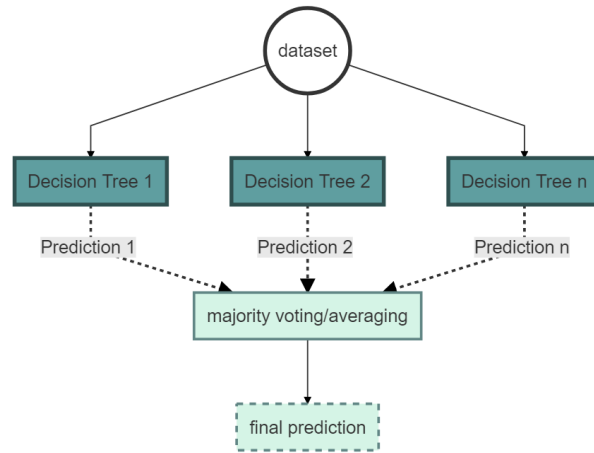 dataset
Decision Tree 1
Decision Tree 2
Decision Tree n
Prediction 1
Prediction 2
Prediction n
majority voting/averaging
final prediction